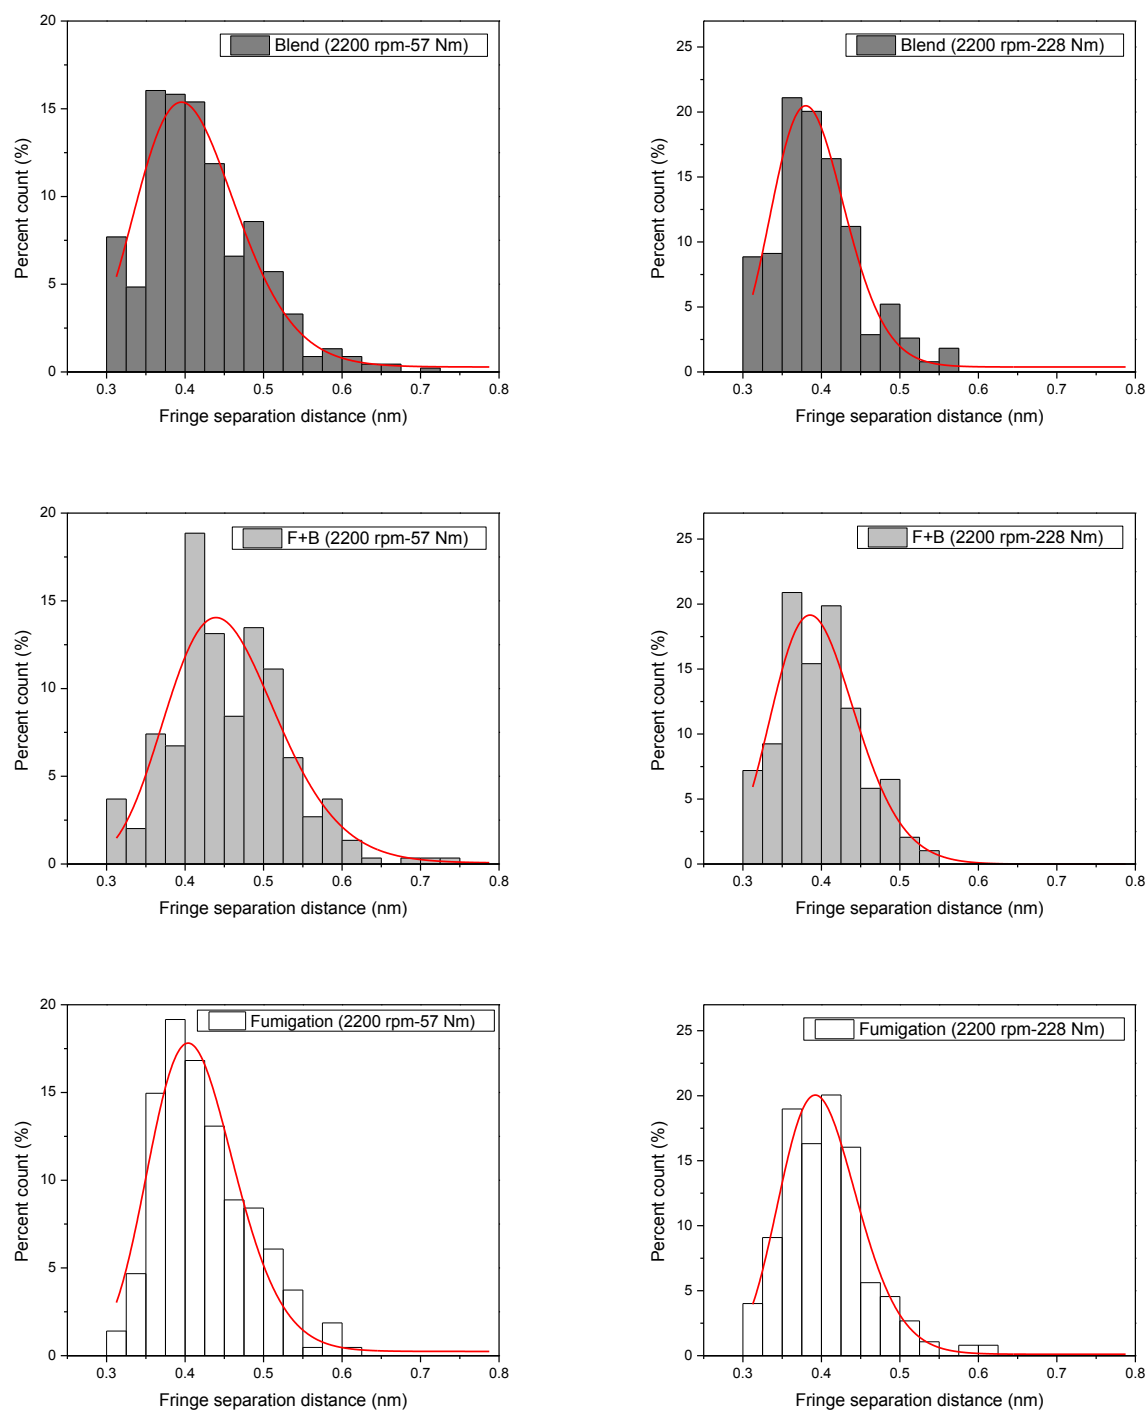 Blend (2200 rpm-57 Nm)
20
15
10
5
0
Percent count (%)
0.3 0.4 0.5 0.6 0.7 0.8
Fringe separation distance (nm)
Blend (2200 rpm-228 Nm)
25
20
15
10
5
0
Percent count (%)
0.3 0.4 0.5 0.6 0.7 0.8
Fringe separation distance (nm)
F+B (2200 rpm-57 Nm)
20
15
10
5
0
Percent count (%)
0.3 0.4 0.5 0.6 0.7 0.8
Fringe separation distance (nm)
F+B (2200 rpm-228 Nm)
25
20
15
10
5
0
Percent count (%)
0.3 0.4 0.5 0.6 0.7 0.8
Fringe separation distance (nm)
Fumigation (2200 rpm-57 Nm)
20
15
10
5
0
Percent count (%)
0.3 0.4 0.5 0.6 0.7 0.8
Fringe separation distance (nm)
Fumigation (2200 rpm-228 Nm)
25
20
15
10
5
0
Percent count (%)
0.3 0.4 0.5 0.6 0.7 0.8
Fringe separation distance (nm)